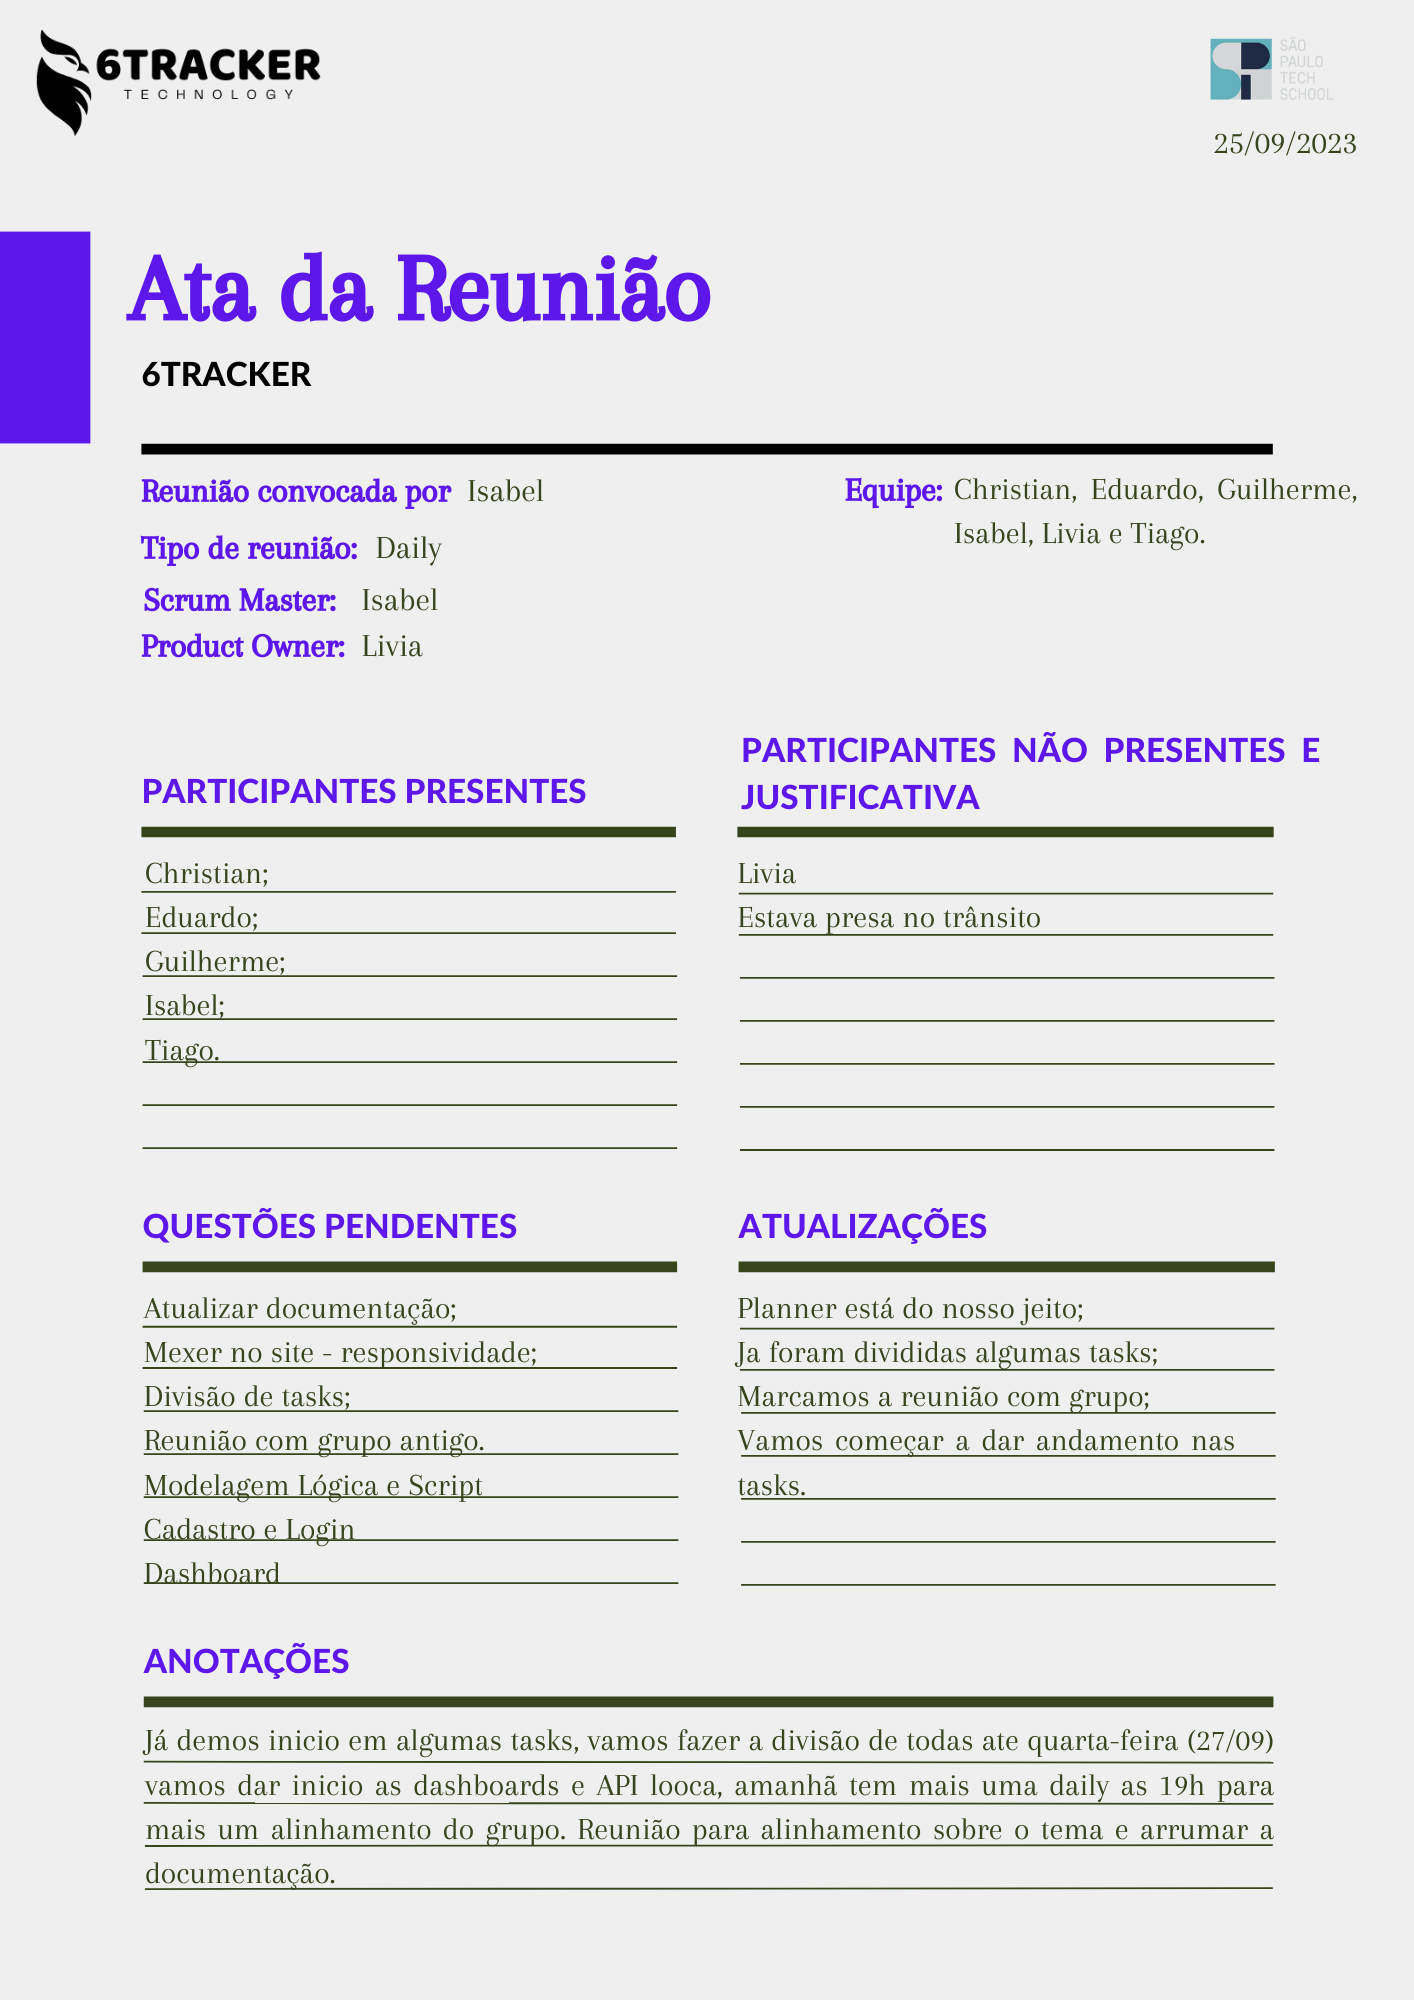 6TRACKER
TECHNOLOGY
SÃO
PAULO
TECH
SCHOOL
25/09/2023
Ata da Reunião
6TRACKER
Reunião convocada por Isabel
Tipo de reunião: Daily
Scrum Master: Isabel
Product Owner: Livia
Equipe: Christian, Eduardo, Guilherme,
Isabel, Livia e Tiago.
PARTICIPANTES PRESENTES
Christian;
Eduardo;
Guilherme;
Isabel;
Tiago.
PARTICIPANTES NÃO PRESENTES E
JUSTIFICATIVA
Livia
Estava presa no trânsito
QUESTÕES PENDENTES
Atualizar documentação;
Mexer no site - responsividade;
Divisão de tasks;
Reunião com grupo antigo.
Modelagem Lógica e Script
Cadastro e Login
Dashboard
ATUALIZAÇÕES
Planner está do nosso jeito;
Ja foram divididas algumas tasks;
Marcamos a reunião com grupo;
Vamos começar a dar andamento nas
tasks.
ANOTAÇÕES
Já demos inicio em algumas tasks, vamos fazer a divisão de todas ate quarta-feira (27/09)
vamos dar inicio as dashboards e API looca, amanhã tem mais uma daily as 19h para
mais um alinhamento do grupo. Reunião para alinhamento sobre o tema e arrumar a
documentação.